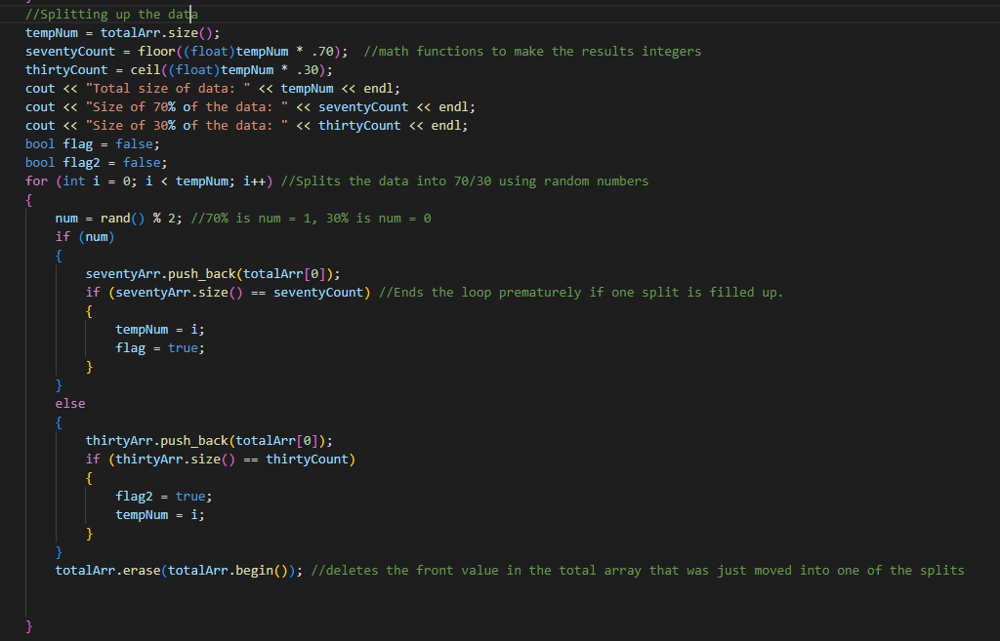 }
//Splitting up the data
tempNum = totalArr.size();
seventyCount = floor((float)tempNum * .70);  //math functions to make the results integers
thirtyCount = ceil((float)tempNum * .30);
cout << "Total size of data: " << tempNum << endl;
cout << "Size of 70% of the data: " << seventyCount << endl;
cout << "Size of 30% of the data: " << thirtyCount << endl;
bool flag = false;
bool flag2 = false;
for (int i = 0; i < tempNum; i++) //Splits the data into 70/30 using random numbers
{
    num = rand() % 2; //70% is num = 1, 30% is num = 0
    if (num)
    {
        seventyArr.push_back(totalArr[0]);
        if (seventyArr.size() == seventyCount) //Ends the loop prematurely if one split is filled up.
        {
            tempNum = i;
            flag = true;
        }
    }
    else
    {
        thirtyArr.push_back(totalArr[0]);
        if (thirtyArr.size() == thirtyCount)
        {
            flag2 = true;
            tempNum = i;
        }
    }
    totalArr.erase(totalArr.begin()); //deletes the front value in the total array that was just moved into one of the splits
}